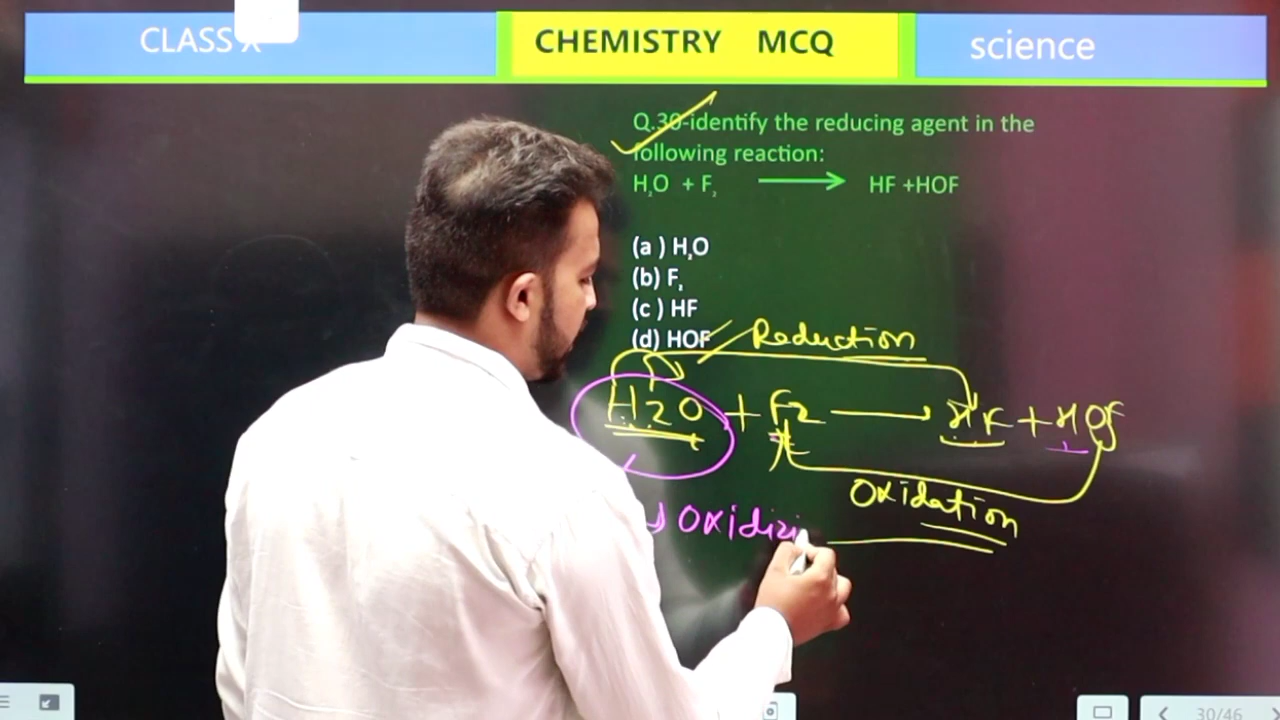 CLASS X
CHEMISTRY MCQ
science
Q.30-identify the reducing agent in the
following reaction:
H₂O + F₂ ⟶ HF +HOF
(a ) H₂O
(b) F₂
(c ) HF
(d) HOF
Reduction
H2O + F2 ⟶ HF + HOF
Oxidation
Oxidizi
30/46